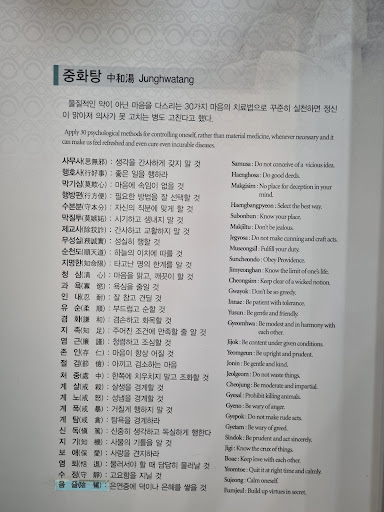 중화탕 中和湯 Junghwatang
물질적인 약이 아닌 마음을 다스리는 30가지 마음의 치료법으로 꾸준히 실천하면 정신
이 맑아져 의사가 못 고치는 병도 고친다고 했다.
Apply 30 psychological methods for controlling oneself, rather than material medicine, whenever necessary and it
can make us feel refreshed and even cure even incurable diseases.
사무사(思無邪) : 생각을 간사하게 갖지 말 것 Samusa : Do not conceive of a vicious idea.
행호사(行好事) : 좋은 일을 행하라 Haenghosa : Do good deeds.
막기심(莫欺心) : 마음에 속임이 없을 것 Makgisim : No place for deception in your
mind.
행방편(行方便) : 필요한 방법을 잘 선택할 것 Haengbangpyeon : Select the best way.
수본분(守本分) : 자신의 직분에 맞게 할 것 Subonbun : Know your place.
막질투(莫嫉妬) : 시기하고 샘내지 말 것 Makjiltu : Don't be jealous.
제교사(除狡詐) : 간사하고 교활하지 말 것 Jegyosa : Do not make cunning and craft acts.
무성실(務誠實) : 성실히 행할 것 Museongsil : Fulfill your duty.
순천도(順天道) : 하늘의 이치에 따를 것 Suncheondo : Obey Providence.
지명한(知命限) : 타고난 명의 한계를 알 것 Jimyeonghan : Know the limit of one's life.
청 심(淸 心) : 마음을 맑고, 깨끗이 할 것 Cheongsim : Keep a clear of wicked notion.
과 욕(寡 慾) : 욕심을 줄일 것 Gwayok : Don't be so greedy.
인 내(忍 耐) : 잘 참고 견딜 것 Innae : Be patient with tolerance.
유 순(柔 順) : 부드럽고 순할 것 Yusun : Be gentle and friendly.
겸 화(謙 和) : 겸손하고 화목할 것 Gyeomhwa : Be modest and in harmony with
each other.
지 족(知 足) : 주어진 조건에 만족할 줄 알 것 Jijok : Be content under given conditions.
염 근(廉 謹) : 청렴하고 조심할 것 Yeomgeun : Be upright and prudent.
존 인(存 仁) : 마음이 항상 어질 것 Jonin : Be gentle and kind.
절 검(節 儉) : 아끼고 검소하는 마음 Jeolgeom : Do not waste things.
처 중(處 中) : 한쪽에 치우치지 말고 조화할 것 Cheojung : Be moderate and impartial.
계 살(戒 殺) : 살생을 경계할 것 Gyesal : Prohibit killing animals.
계 노(戒 怒) : 성냄을 경계할 것 Gyeno : Be wary of anger.
계 폭(戒 暴) : 거칠게 행하지 말 것 Gyepok : Do not make rude acts.
계 탐(戒 貪) : 탐욕을 경계하라 Gyetam : Be wary of greed.
신 독(愼 篤) : 신중히 생각하고 독실하게 행한다 Sindok : Be prudent and act sincerely.
지 기(知 機) : 사물의 기틀을 알 것 Jigi : Know the crux of things.
보 애(保 愛) : 사랑을 견지하라 Boae : Keep love with each other.
염 퇴(恬 退) : 물러서야 할 때 담담히 물러날 것 Yeomtoe : Quit it at right time and calmly.
수 정(守 靜) : 고요함을 지닐 것 Sujeong : Calm oneself.
음 즐(陰 騭) : 은연중에 덕이나 은혜를 쌓을 것 Eumjeul : Build up virtues in secret.